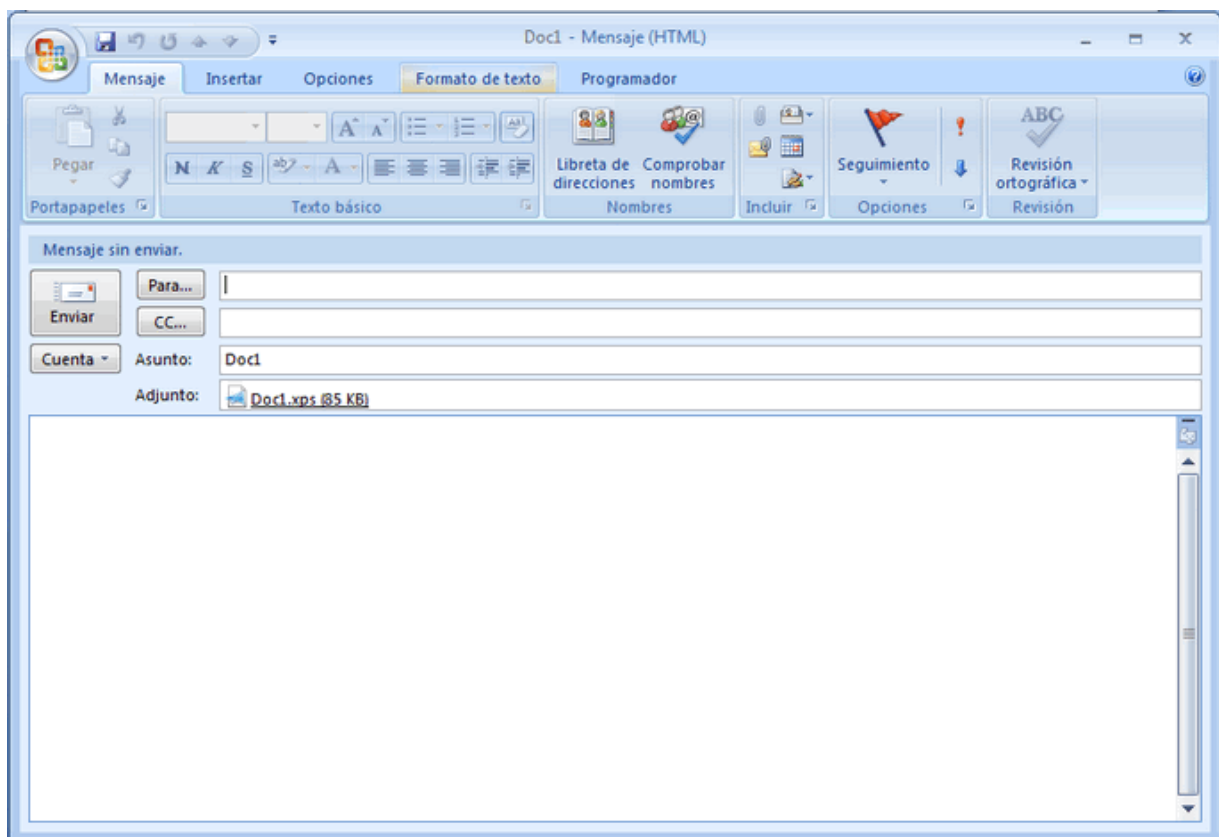 Doc1 - Mensaje (HTML)
Mensaje Insertar Opciones Formato de texto Programador
Pegar
Portapapeles
N K S
ab A
Texto básico
Libreta de direcciones
Comprobar nombres
Nombres
Incluir
Seguimiento
Opciones
ABC
Revisión ortográfica
Revisión
Mensaje sin enviar.
Enviar
Para...
CC...
Cuenta
Asunto: Doc1
Adjunto: Doc1.xps (85 KB)